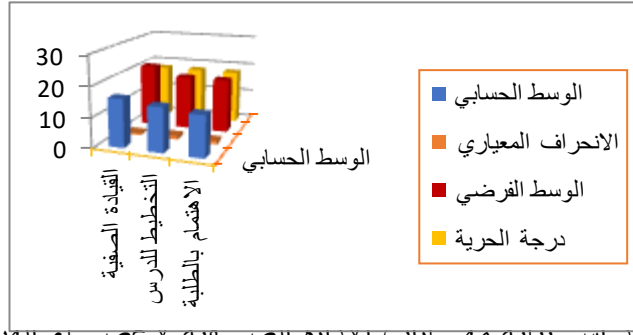 30
20
10
0
القيادة الصفية
التخطيط للدرس
الاهتمام بالطلبة
الوسط الحسابي
الوسط الحسابي
الانحراف المعياري
الوسط الفرضي
درجة الحرية